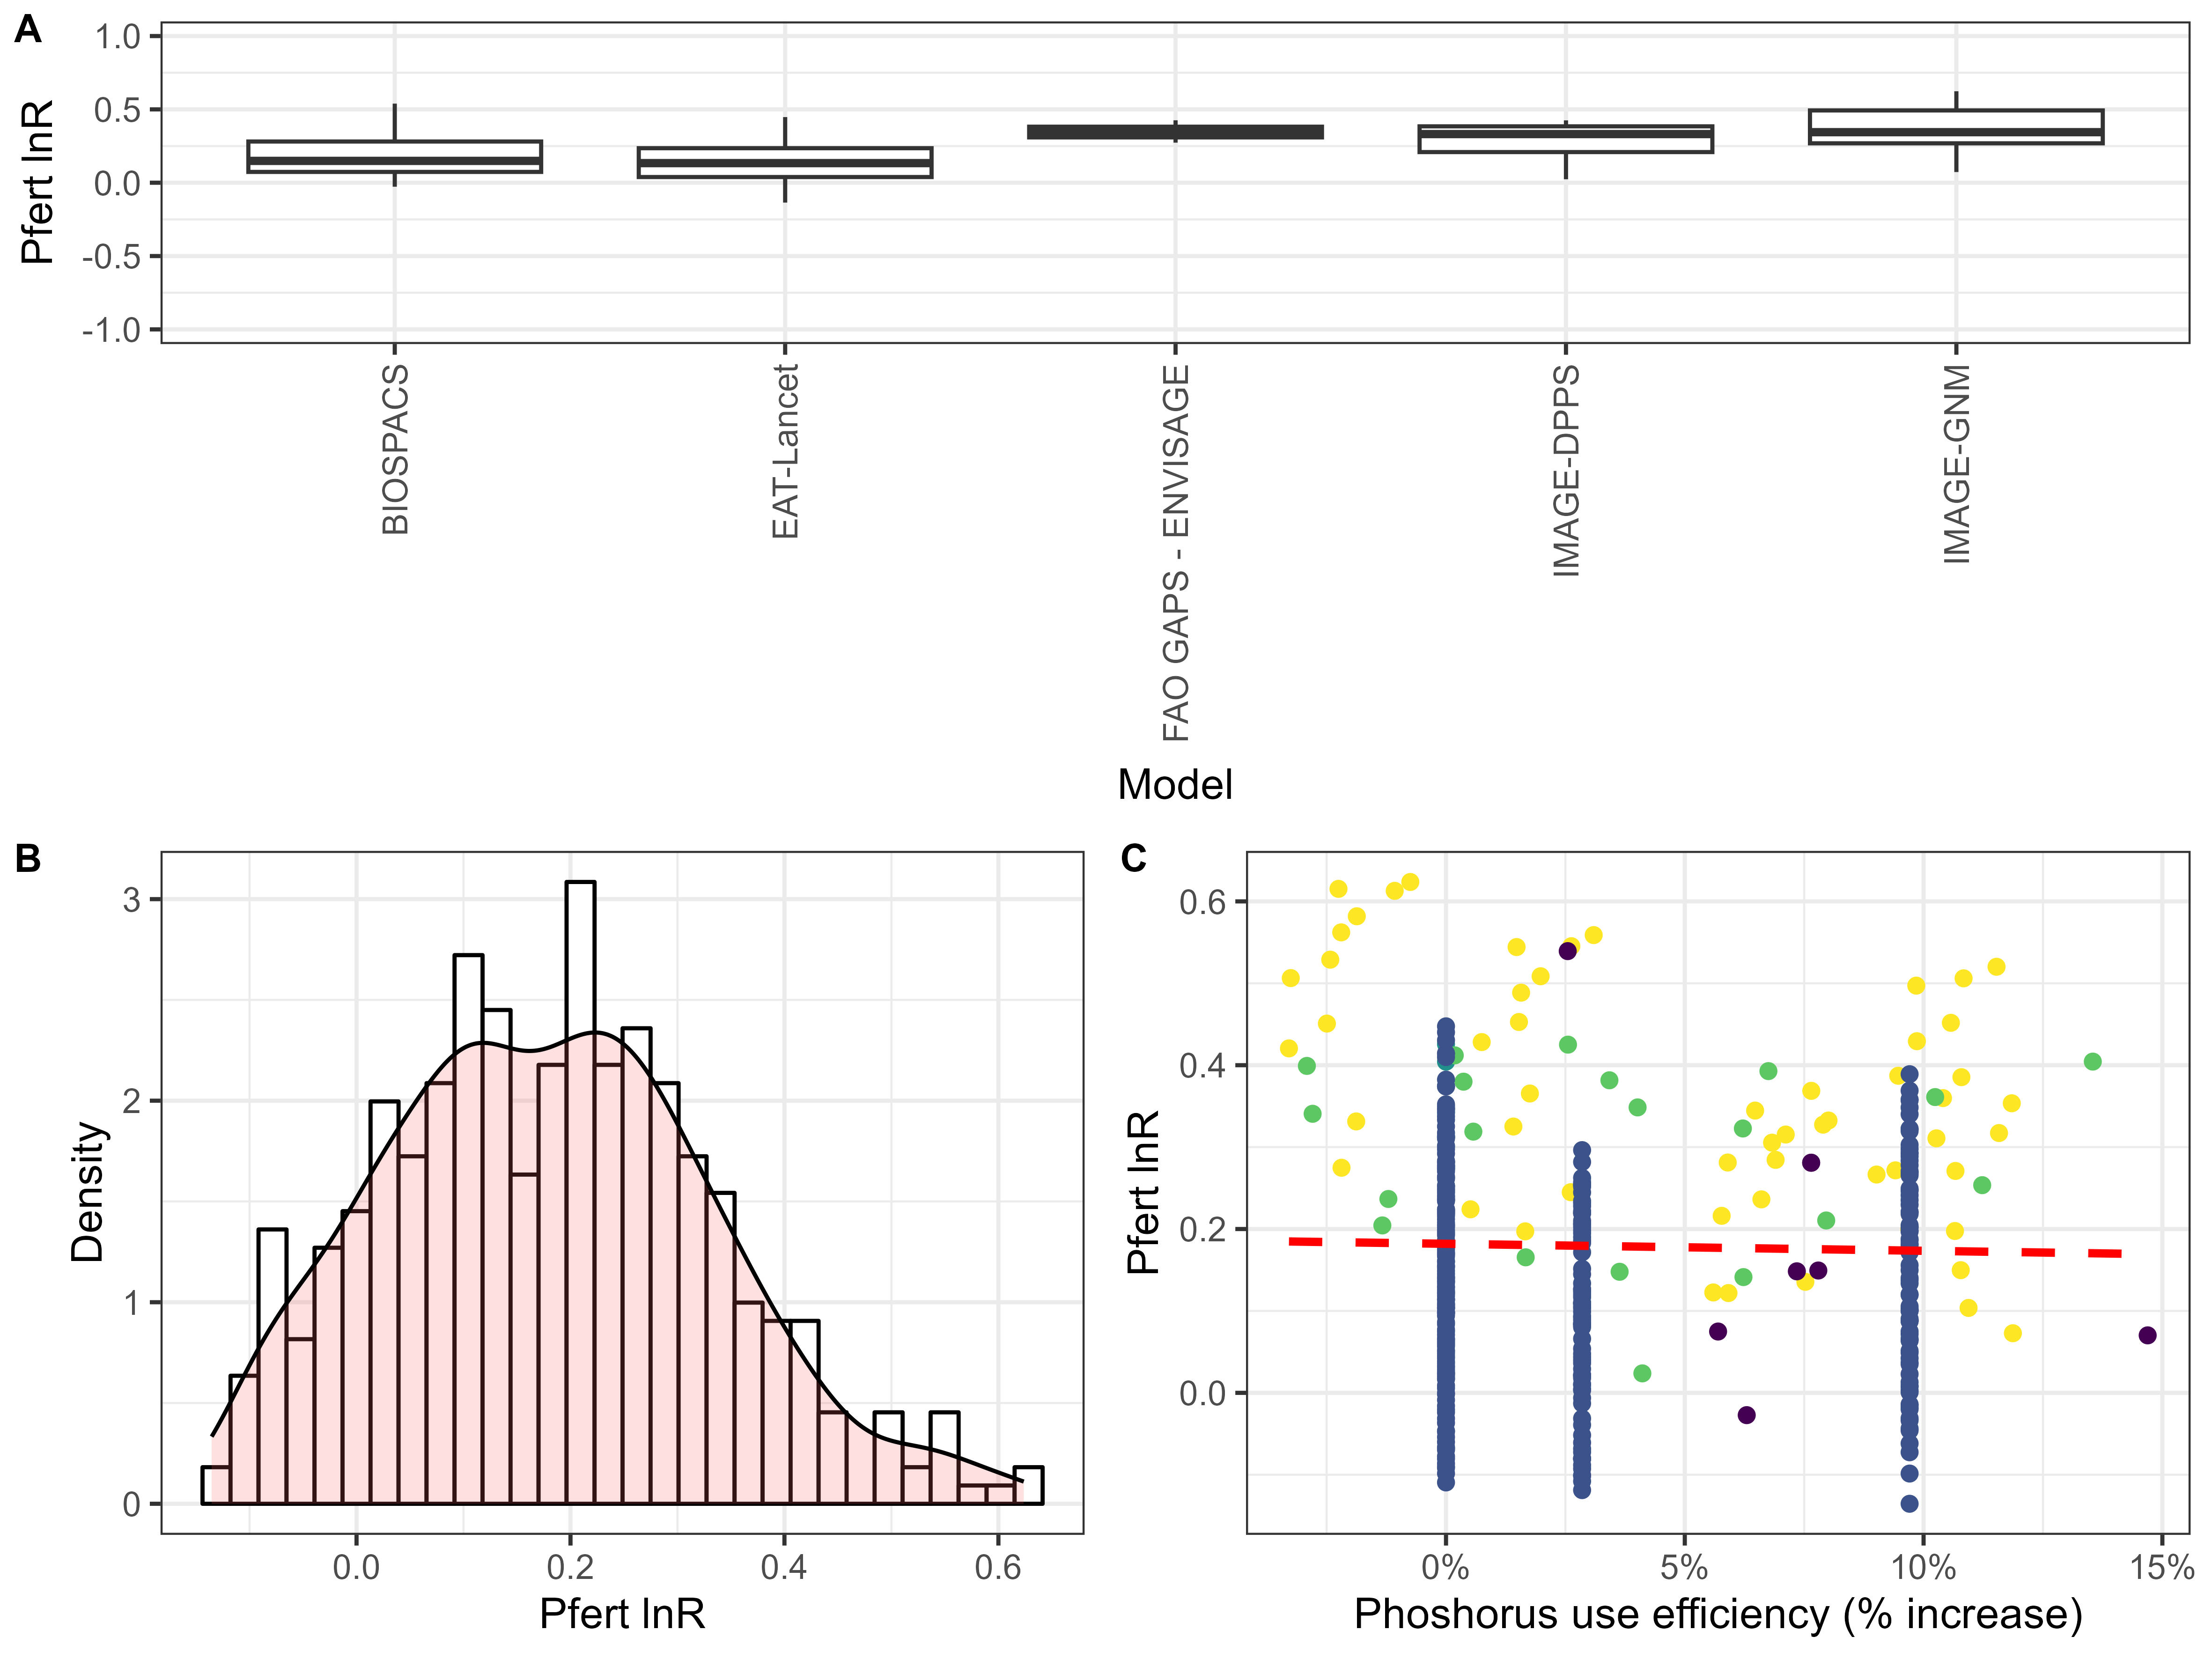 A
Pfert lnR
1.0
0.5
0.0
-0.5
-1.0
BIOSPACS
EAT-Lancet
FAO GAPS - ENVISAGE
IMAGE-DPPS
IMAGE-GNM
Model
B
Density
3
2
1
0
0.0 0.2 0.4 0.6
Pfert lnR
C
Pfert lnR
0.6
0.4
0.2
0.0
0% 5% 10% 15%
Phoshorus use efficiency (% increase)